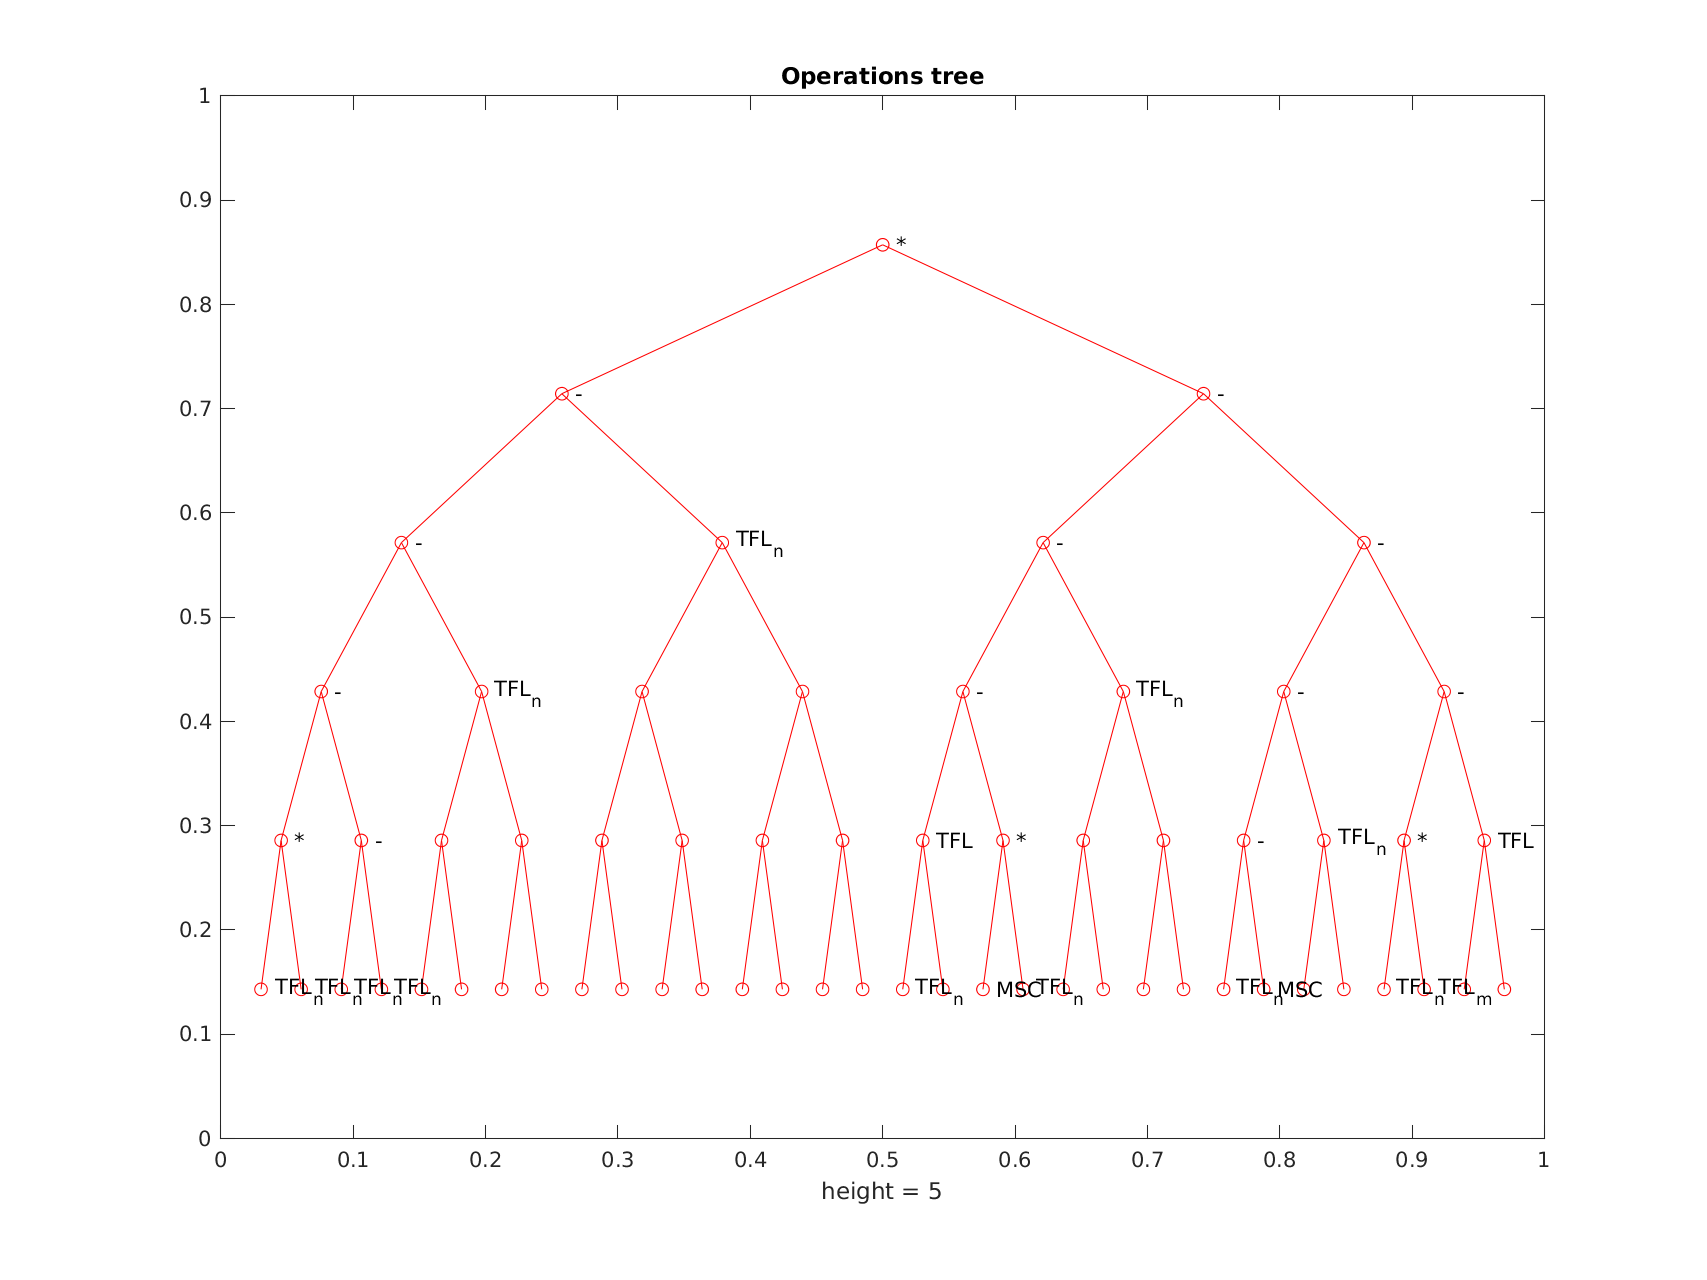 Operations tree
1
0.9
*
0.8
0.7
- -
0.6
- TFL_n - -
0.5
- TFL_n - TFL_n - -
0.4
0.3
* - TFL * - TFL_n * TFL
0.2
TFL_n TFL_n TFL_n TFL_n TFL_n MSC TFL_n TFL_n MSC TFL_n TFL_m
0.1
0
0 0.1 0.2 0.3 0.4 0.5 0.6 0.7 0.8 0.9 1
height = 5